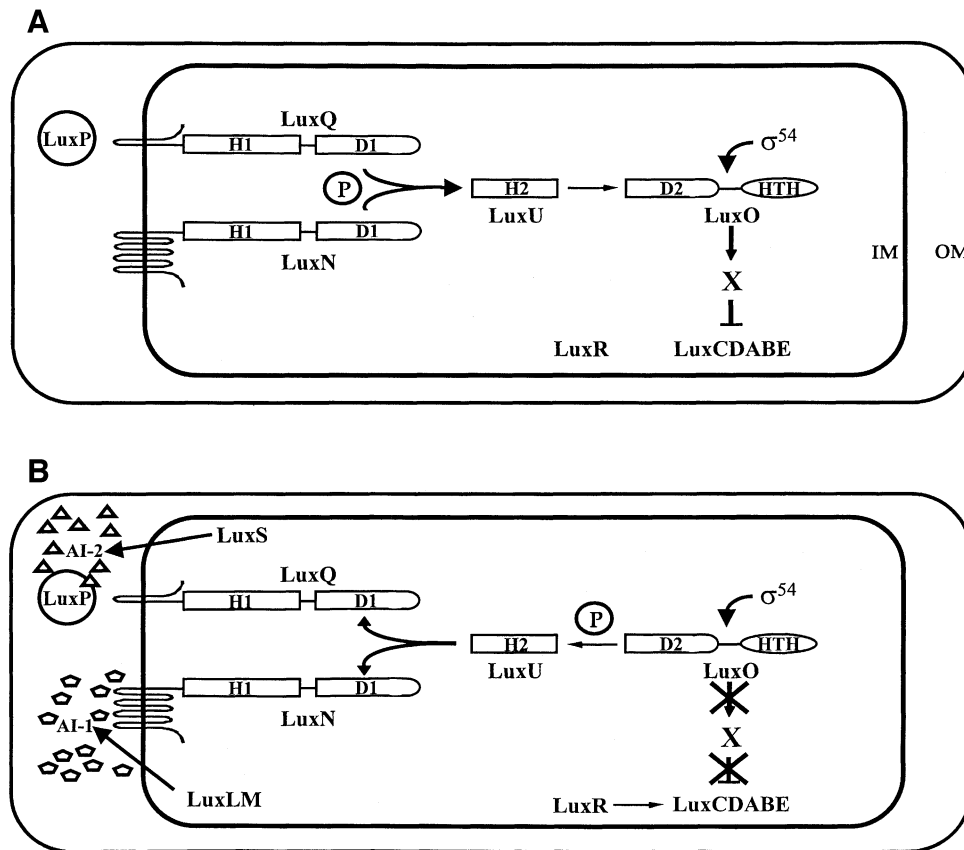 A
LuxP
LuxQ
H1 D1
P
H2
LuxU
σ54
D2 HTH
LuxO
H1 D1
LuxN
X
IM OM
LuxR LuxCDABE
B
AI-2
LuxS
LuxP
LuxQ
H1 D1
P
H2
LuxU
σ54
D2 HTH
LuxO
H1 D1
LuxN
AI-1
X
LuxLM
LuxR LuxCDABE